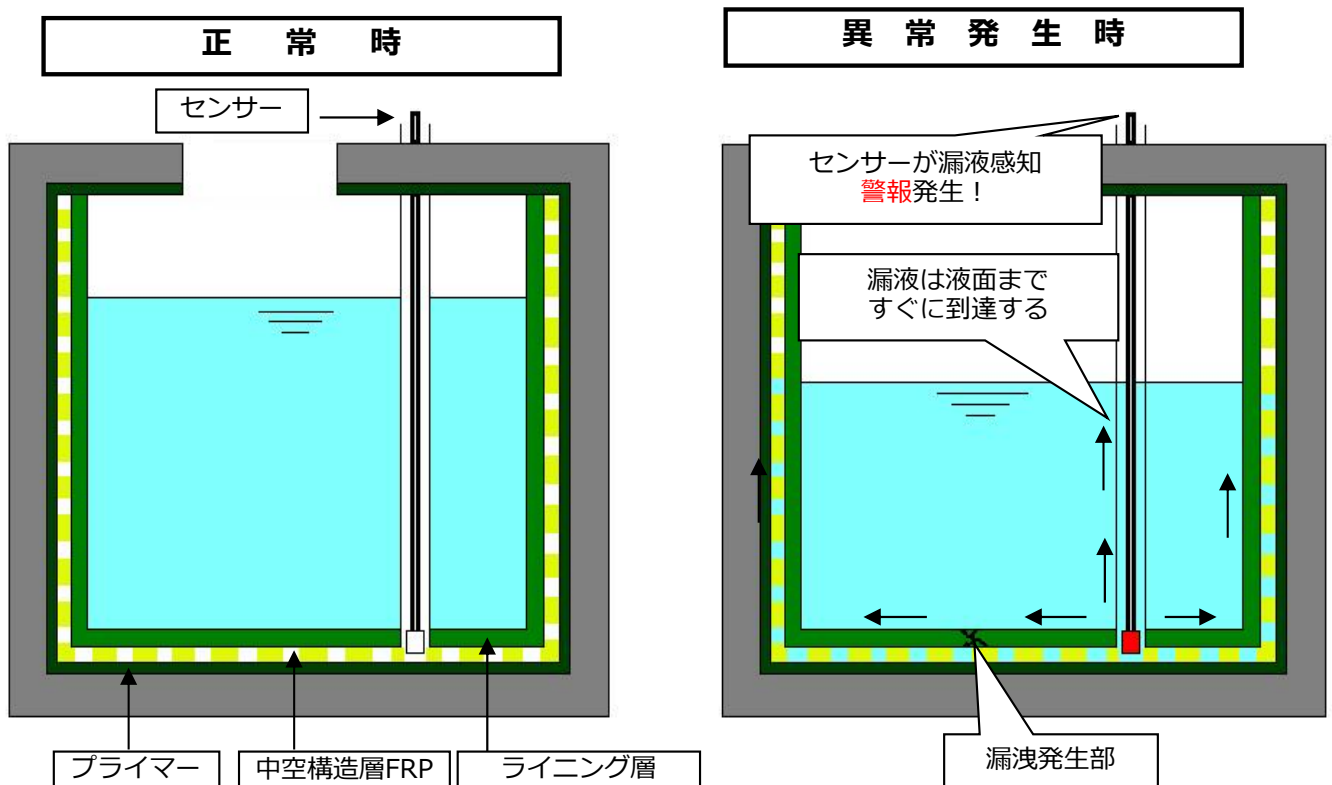 正常時
異常発生時
センサー
センサーが漏液感知
警報発生！
漏液は液面まで
すぐに到達する
プライマー
中空構造層FRP
ライニング層
漏洩発生部